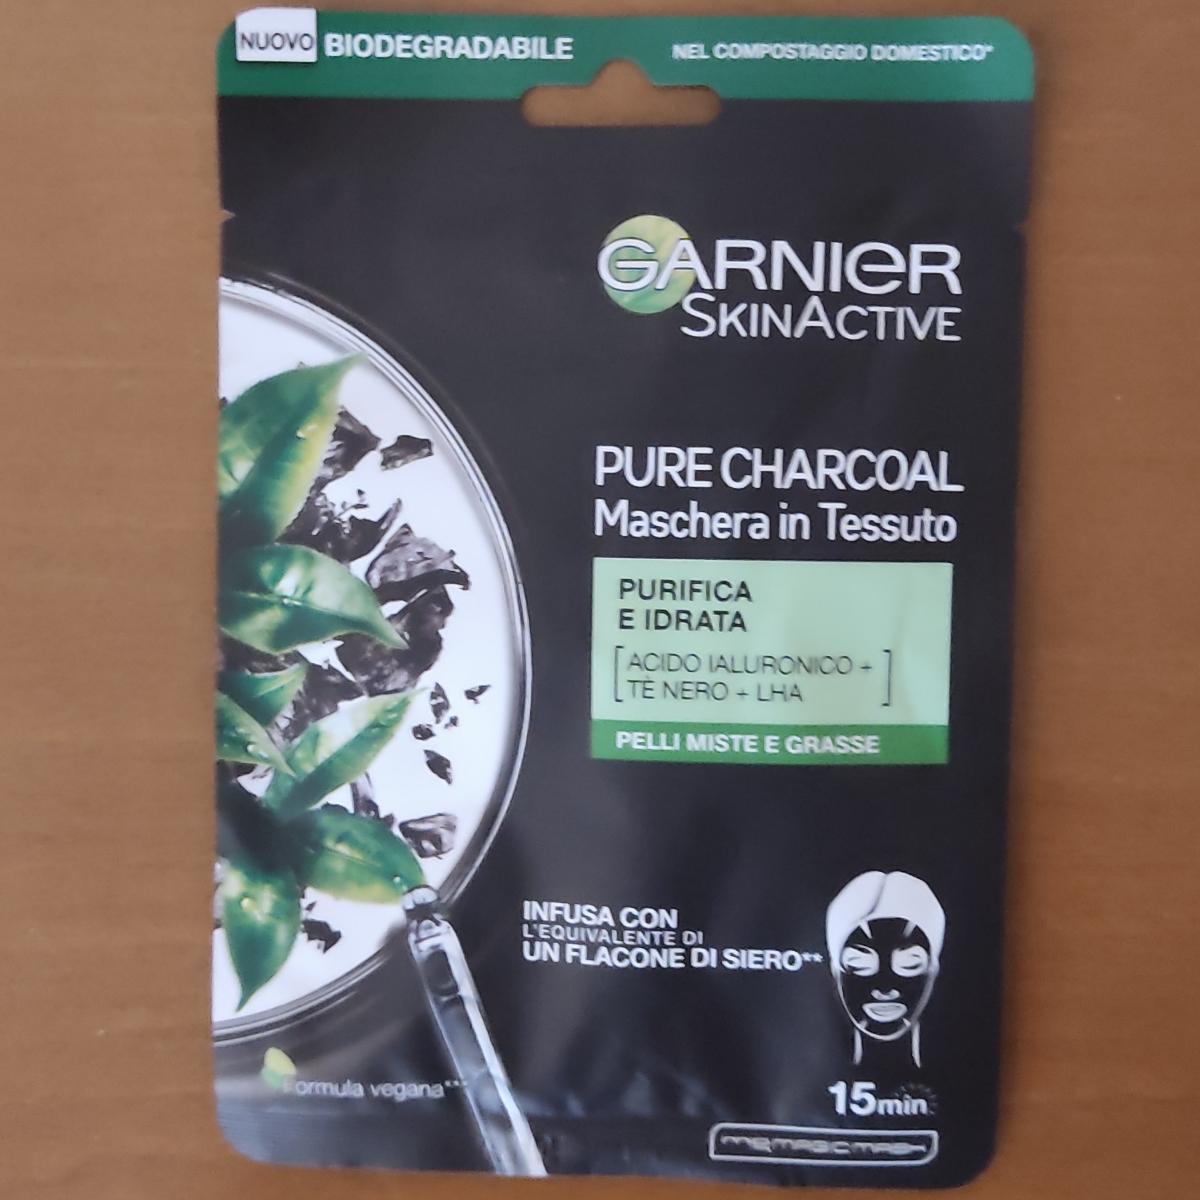 NUOVO BIODEGRADABILE NEL COMPOSTAGGIO DOMESTICO*
GARNIER
SKINACTIVE
PURE CHARCOAL
Maschera in Tessuto
PURIFICA
E IDRATA
[ACIDO IALURONICO +
TÈ NERO + LHA]
PELLI MISTE E GRASSE
INFUSA CON
L'EQUIVALENTE DI
UN FLACONE DI SIERO**
Formula vegana***
15min